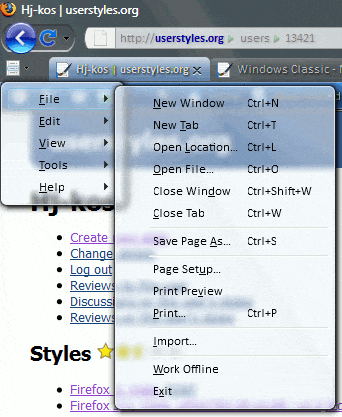 Hj-kos | userstyles.org
http://userstyles.org ▸ users ▸ 13421
Hj-kos | userstyles.org Windows Classic - M
File
Edit
View
Tools
Help
New Window Ctrl+N
New Tab Ctrl+T
Open Location... Ctrl+L
Open File... Ctrl+O
Close Window Ctrl+Shift+W
Close Tab Ctrl+W
Save Page As... Ctrl+S
Page Setup...
Print Preview
Print... Ctrl+P
Import...
Work Offline
Exit
Hj-kos
Create
Change
Log out
Reviews
Discussi
Reviews
Styles
Firefox
Firefox